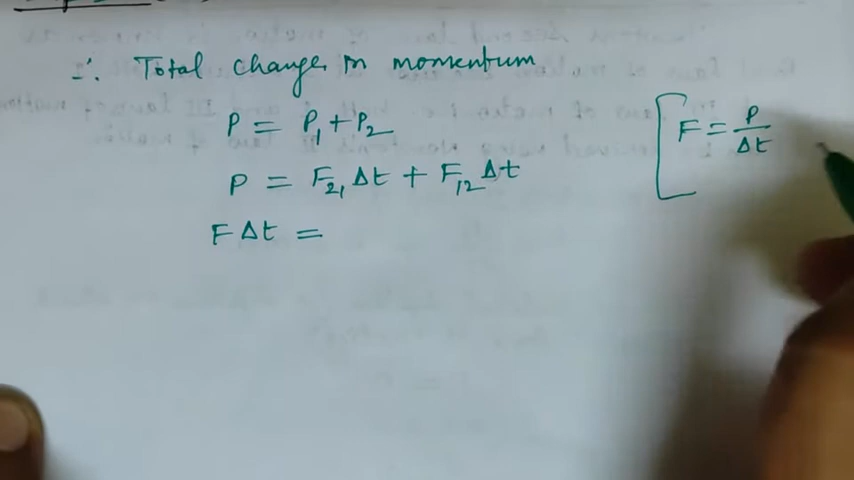 ∴ Total change in momentum
P = P₁ + P₂
F = P/Δt
P = F₂₁ Δt + F₁₂ Δt
F Δt =